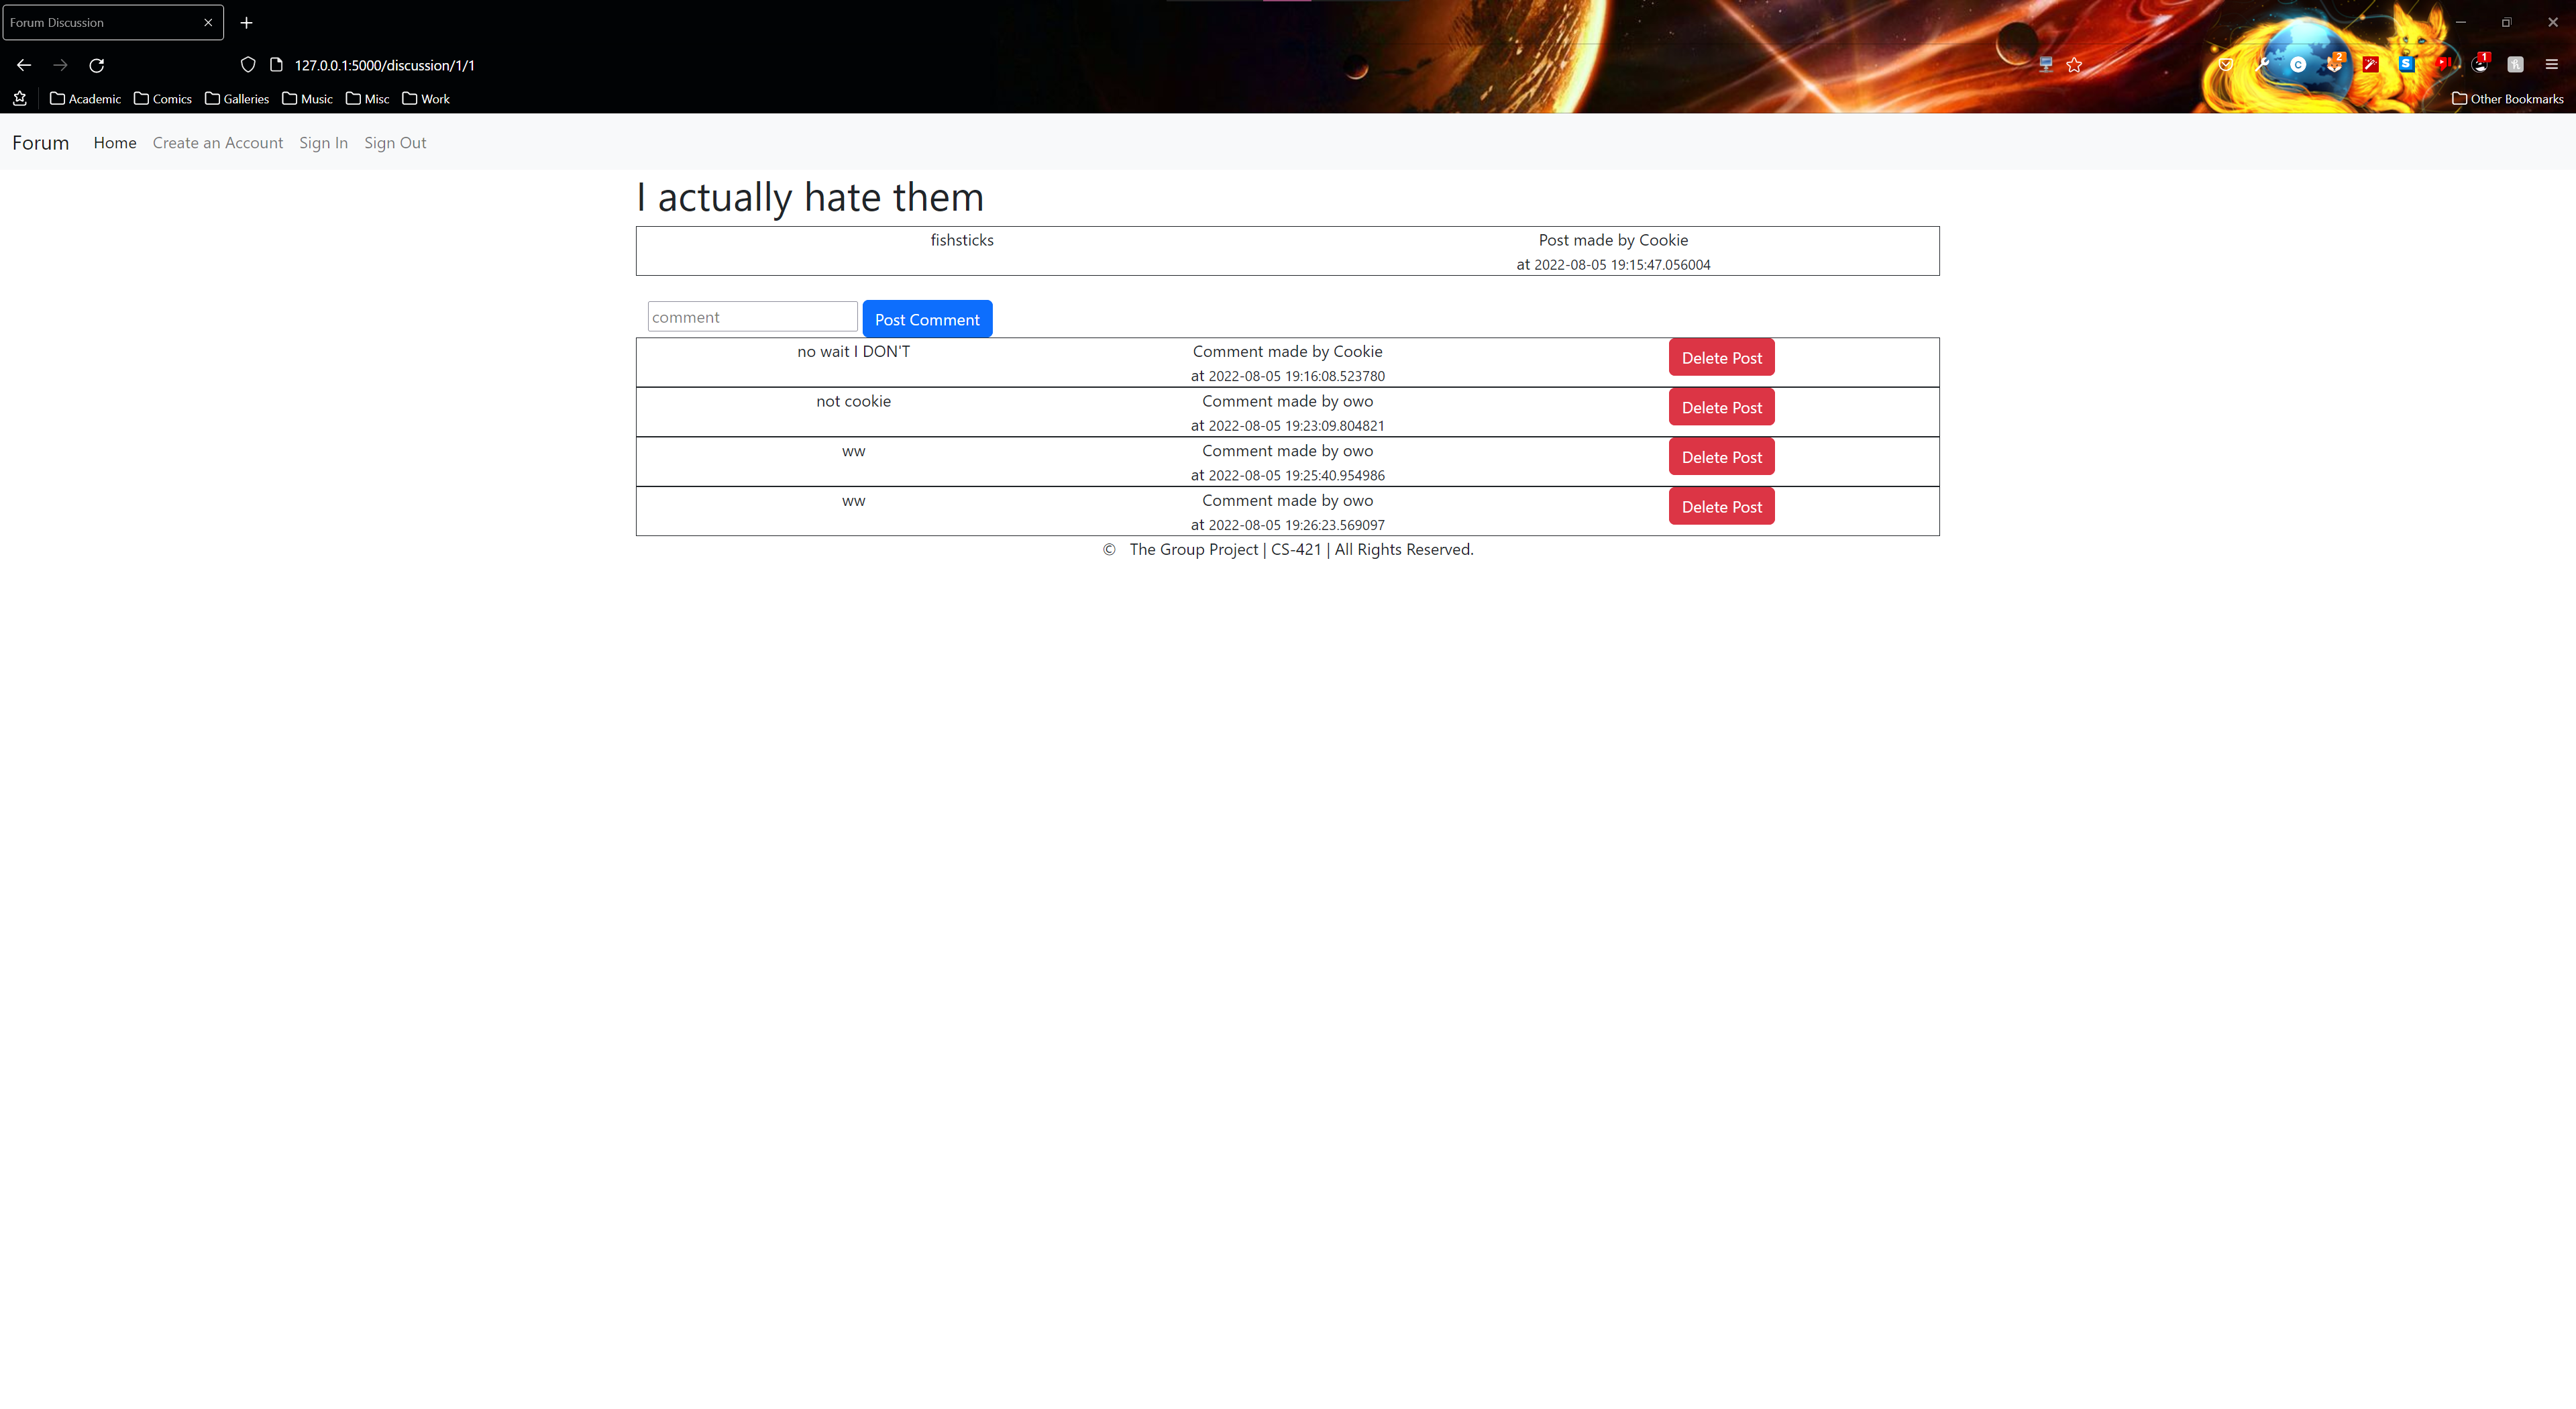 Forum Discussion
127.0.0.1:5000/discussion/1/1
2
S
1
C
Academic Comics Galleries Music Misc Work Other Bookmarks
Forum Home Create an Account Sign In Sign Out
I actually hate them
fishsticks Post made by Cookie
at 2022-08-05 19:15:47.056004
comment Post Comment
no wait I DON'T Comment made by Cookie Delete Post
at 2022-08-05 19:16:08.523780
not cookie Comment made by owo Delete Post
at 2022-08-05 19:23:09.804821
ww Comment made by owo Delete Post
at 2022-08-05 19:25:40.954986
ww Comment made by owo Delete Post
at 2022-08-05 19:26:23.569097
© The Group Project | CS-421 | All Rights Reserved.